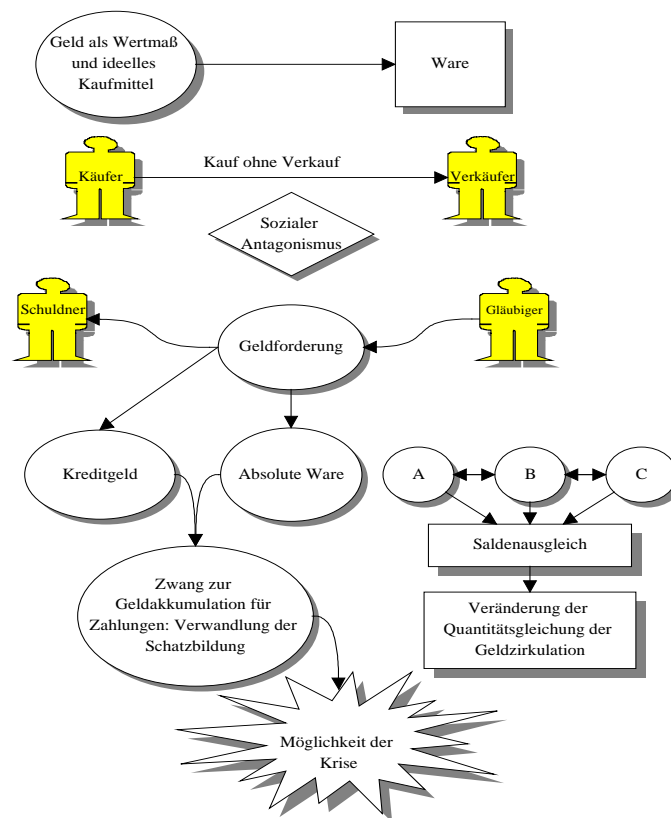 Geld als Wertmaß
und ideelles
Kaufmittel
Ware
Käufer
Kauf ohne Verkauf
Verkäufer
Sozialer
Antagonismus
Schuldner
Gläubiger
Geldforderung
Kreditgeld
Absolute Ware
A
B
C
Saldenausgleich
Zwang zur
Geldakkumulation für
Zahlungen: Verwandlung der
Schatzbildung
Veränderung der
Quantitätsgleichung der
Geldzirkulation
Möglichkeit der
Krise